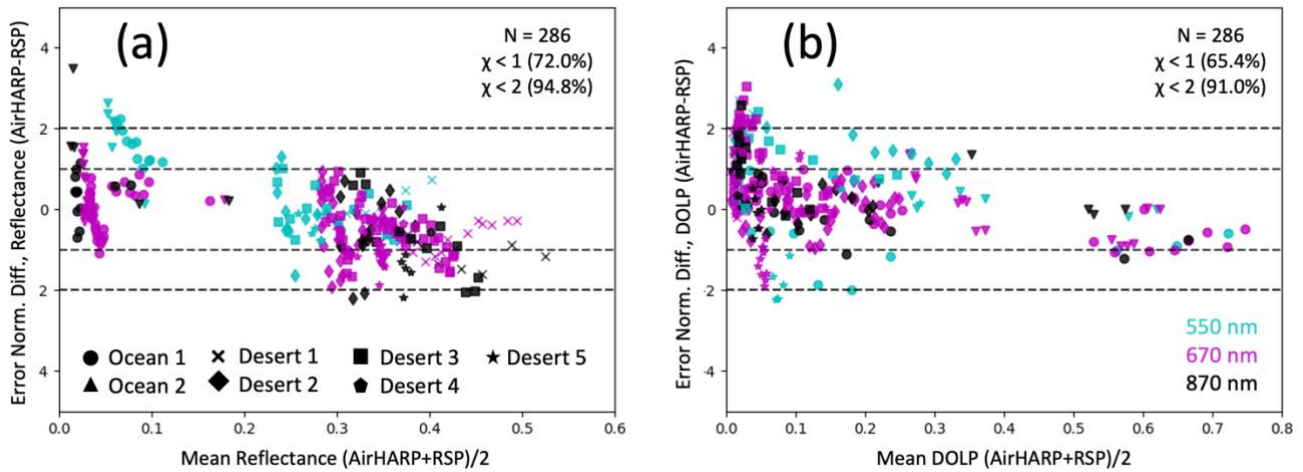 (a)
N = 286
χ < 1 (72.0%)
χ < 2 (94.8%)
Error Norm. Diff., Reflectance (AirHARP-RSP)
4
2
0
1
2
4
Ocean 1
Desert 1
Desert 3
Desert 5
Ocean 2
Desert 2
Desert 4
0.0 0.1 0.2 0.3 0.4 0.5 0.6
Mean Reflectance (AirHARP+RSP)/2
(b)
N = 286
χ < 1 (65.4%)
χ < 2 (91.0%)
Error Norm. Diff., DOLP (AirHARP-RSP)
4
2
0
-2
4
550 nm
670 nm
870 nm
0.0 0.1 0.2 0.3 0.4 0.5 0.6 0.7 0.8
Mean DOLP (AirHARP+RSP)/2